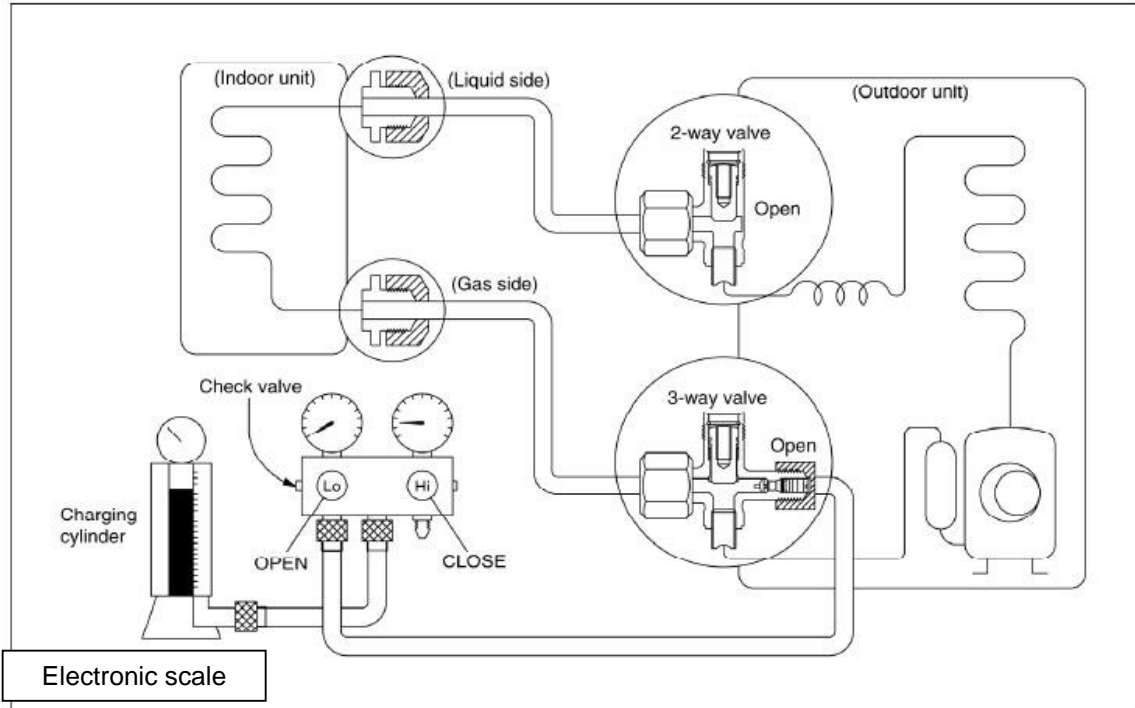 (Indoor unit)
(Liquid side)
(Outdoor unit)
2-way valve
Open
(Gas side)
Check valve
3-way valve
Open
Lo
Hi
Charging
cylinder
OPEN
CLOSE
Electronic scale